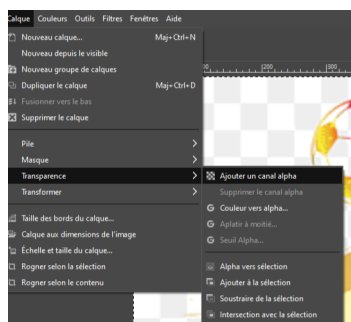 Calque Couleurs Outils Filtres Fenêtres Aide
Nouveau calque... Maj+Ctrl+N
Nouveau depuis le visible
Nouveau groupe de calques
Dupliquer le calque Maj+Ctrl+D
Fusionner vers le bas
Supprimer le calque
200 300
Pile
Masque
Transparence
Transformer
Taille des bords du calque...
Calque aux dimensions de l'image
Échelle et taille du calque...
Rogner selon la sélection
Rogner selon le contenu
Ajouter un canal alpha
Supprimer le canal alpha
Couleur vers alpha...
Aplatir à moitié...
Seuil Alpha...
Alpha vers sélection
Ajouter à la sélection
Soustraire de la sélection
Intersection avec la sélection